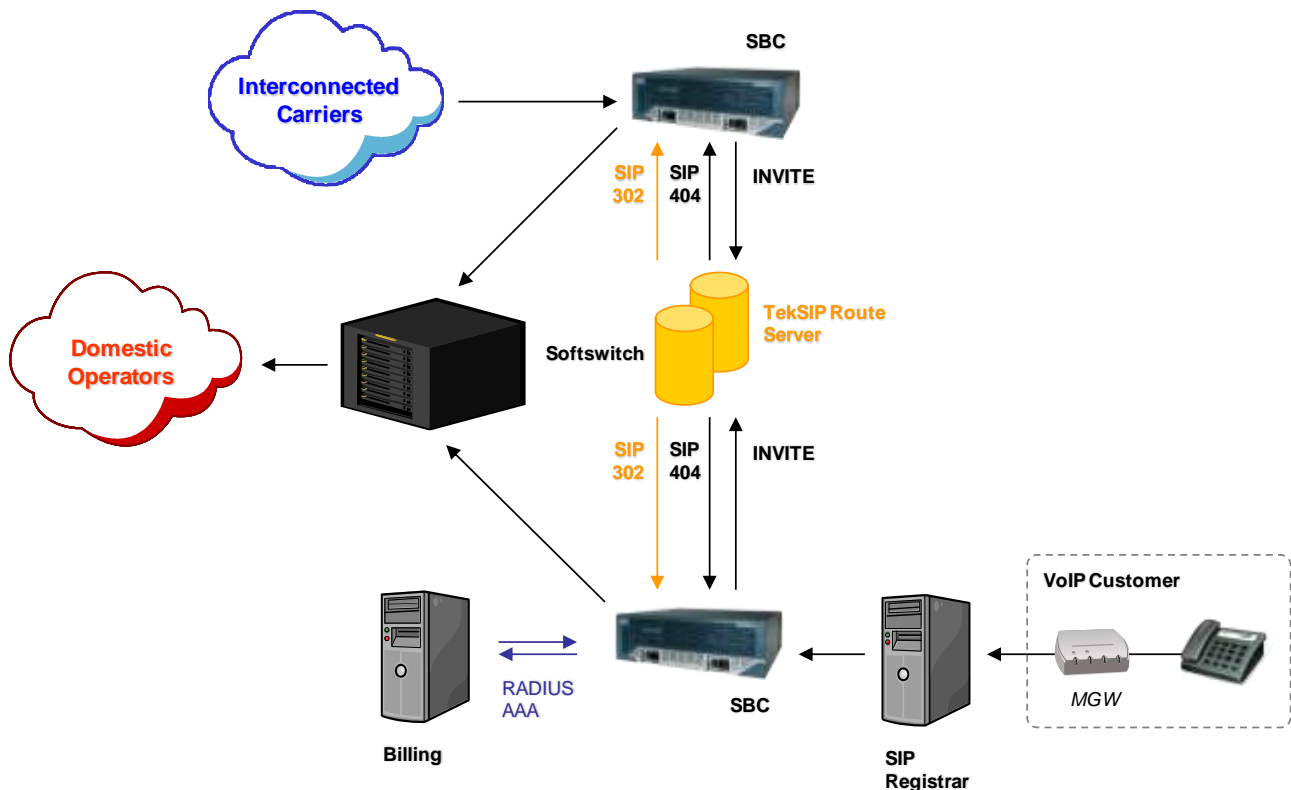 SBC
Interconnected
Carriers
SIP
302
SIP
404
INVITE
TekSIP Route
Server
Softswitch
Domestic
Operators
SIP
302
SIP
404
INVITE
VoIP Customer
MGW
RADIUS
AAA
SBC
Billing
SIP
Registrar